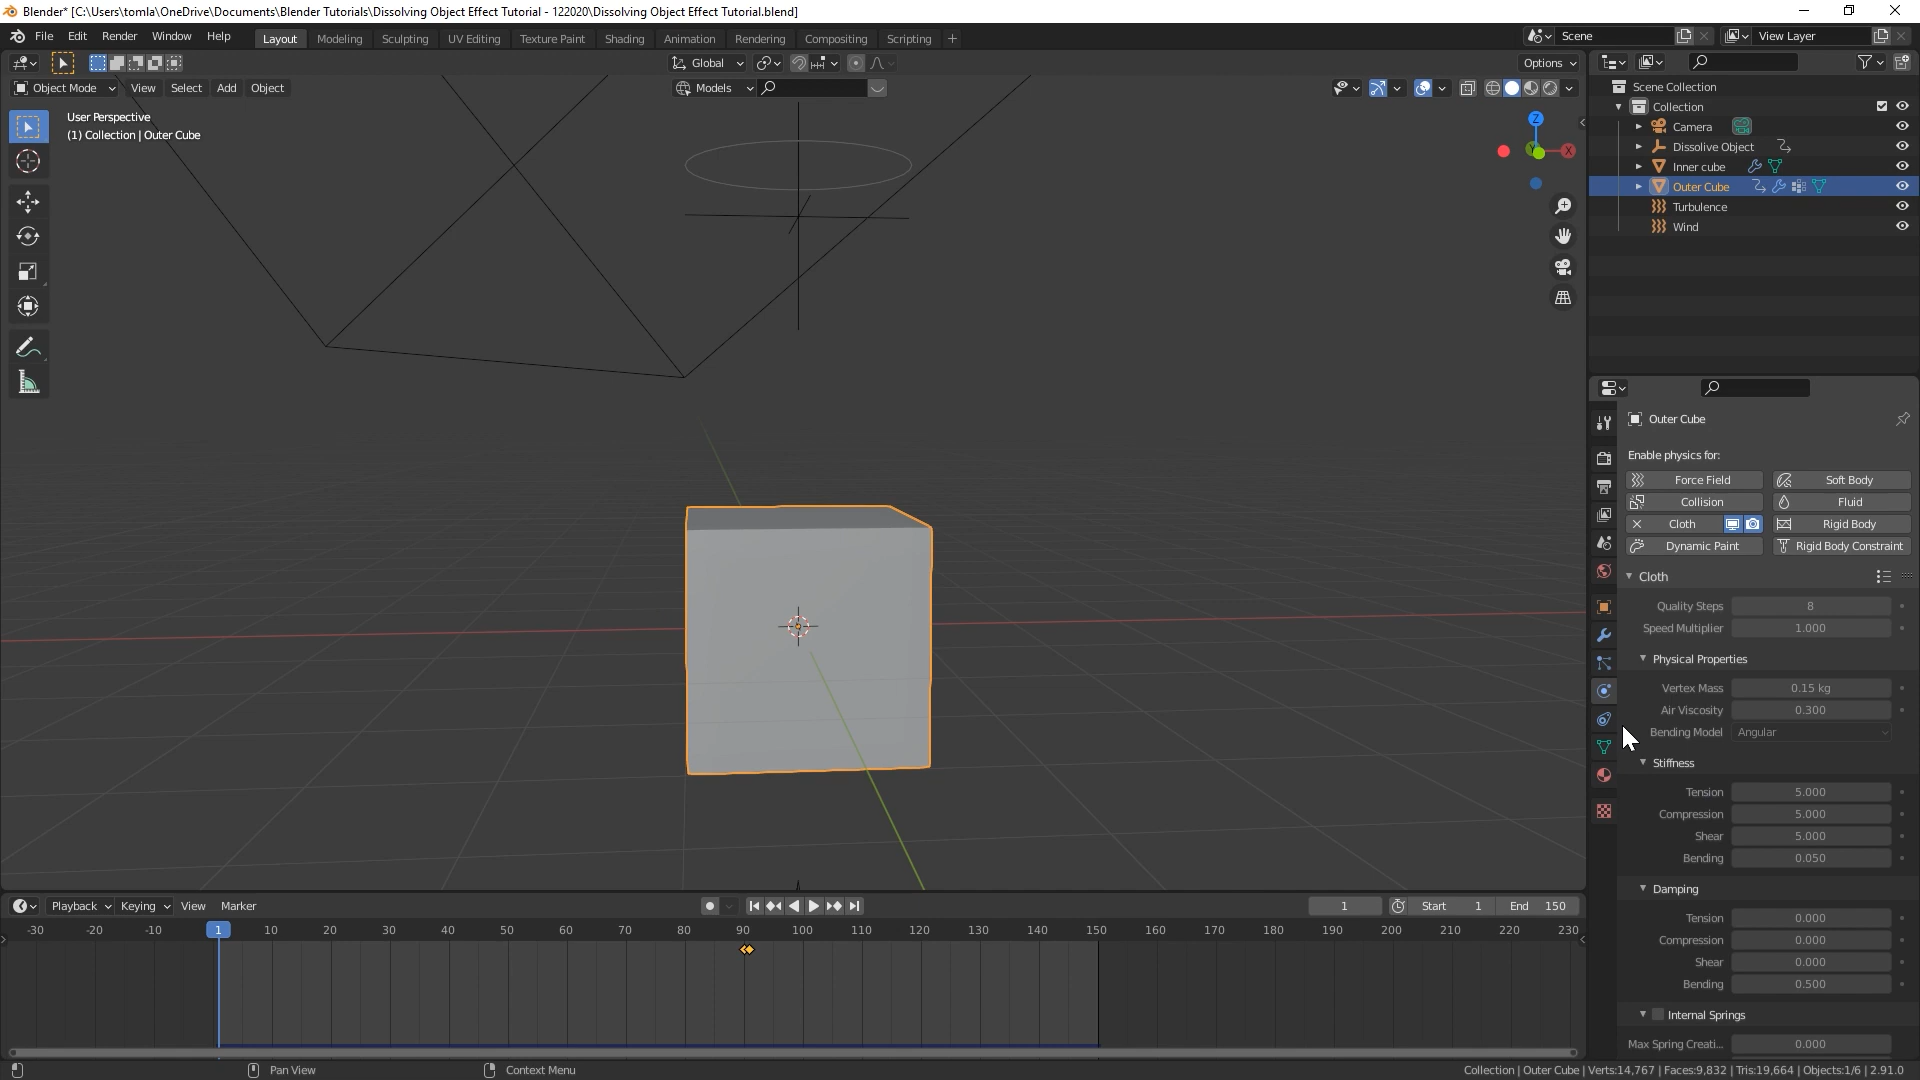 Blender* [C:\Users\tomla\OneDrive\Documents\Blender Tutorials\Dissolving Object Effect Tutorial - 122020\Dissolving Object Effect Tutorial.blend]
File Edit Render Window Help Layout Modeling Sculpting UV Editing Texture Paint Shading Animation Rendering Compositing Scripting + Scene View Layer
Global Options
Object Mode View Select Add Object Models
User Perspective
(1) Collection | Outer Cube
Z
Y
X
Scene Collection
Collection
Camera
Dissolive Object
Inner cube
Outer Cube
Turbulence
Wind
Outer Cube
Enable physics for:
Force Field Soft Body
Collision Fluid
Cloth Rigid Body
Dynamic Paint Rigid Body Constraint
Cloth
Quality Steps 8
Speed Multiplier 1.000
Physical Properties
Vertex Mass 0.15 kg
Air Viscosity 0.300
Bending Model Angular
Stiffness
Tension 5.000
Compression 5.000
Shear 5.000
Bending 0.050
Damping
Tension 0.000
Compression 0.000
Shear 0.000
Bending 0.500
Internal Springs
Max Spring Creati... 0.000
Playback Keying View Marker 1 Start 1 End 150
-30 -20 -10 1 10 20 30 40 50 60 70 80 90 100 110 120 130 140 150 160 170 180 190 200 210 220 230
Pan View Context Menu Collection | Outer Cube | Verts:14,767 | Faces:9,832 | Tris:19,664 | Objects:1/6 | 2.91.0